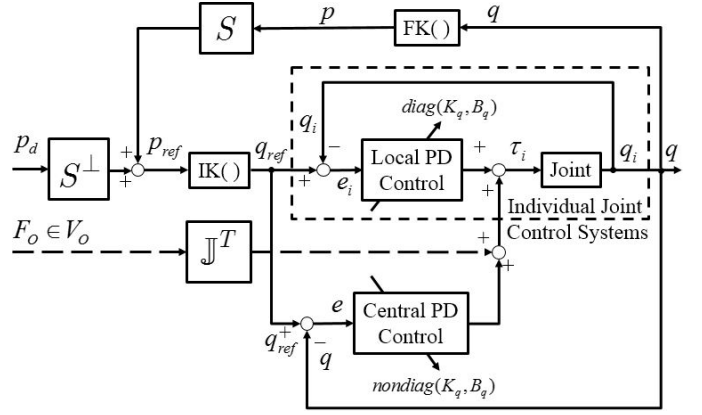 S
p
FK( )
q
q_i
−
diag(K_q, B_q)
p_d
S^⊥
+
+
p_ref
IK( )
q_ref
+
e_i
Local PD
Control
+
+
τ_i
Joint
q_i
q
Individual Joint
Control Systems
F_O ∈ V_O
𝕁^T
+
+
q_ref
+
−
q
e
Central PD
Control
nondiag(K_q, B_q)